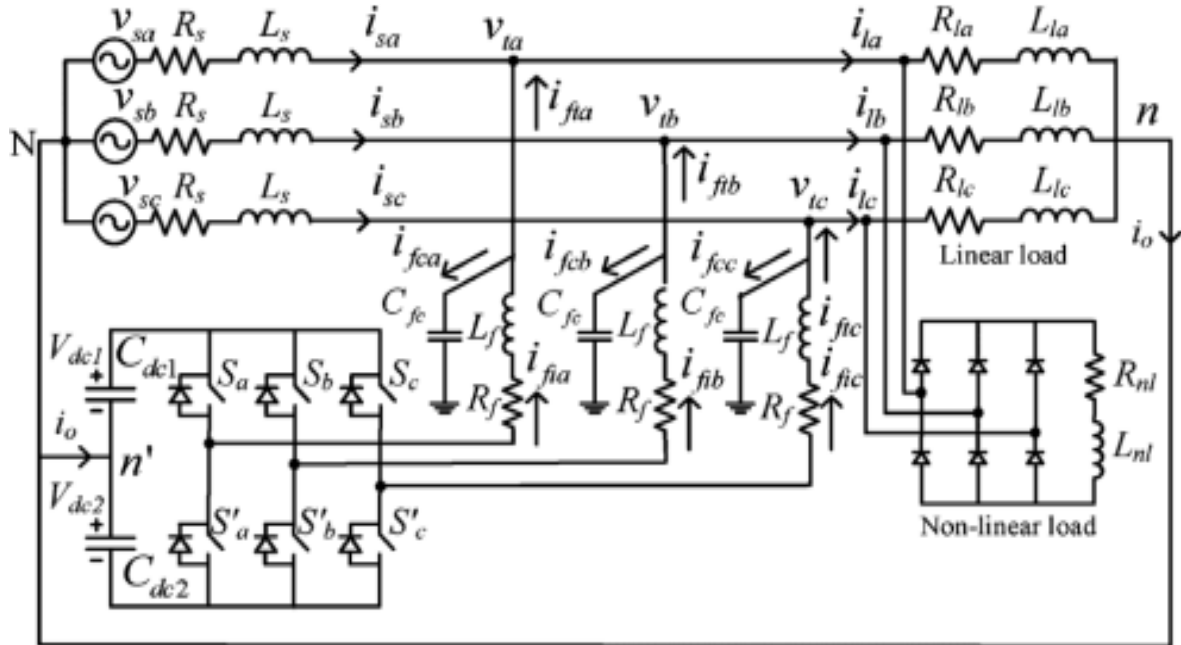 v_sa R_s L_s i_sa v_ta i_la R_la L_la
i_fta
N v_sb R_s L_s i_sb v_tb i_lb R_lb L_lb n
i_ftb
v_sc R_s L_s i_sc v_tc i_lc R_lc L_lc
i_o
Linear load
i_fca i_fcb i_fcc
C_fc L_f C_fc L_f C_fc L_f i_ftc
V_dc1 + - C_dc1 S_a S_b S_c
i_fia i_fib i_fic
R_f R_f R_f R_nl
i_o n'
L_nl
V_dc2 + - C_dc2 S'_a S'_b S'_c
Non-linear load